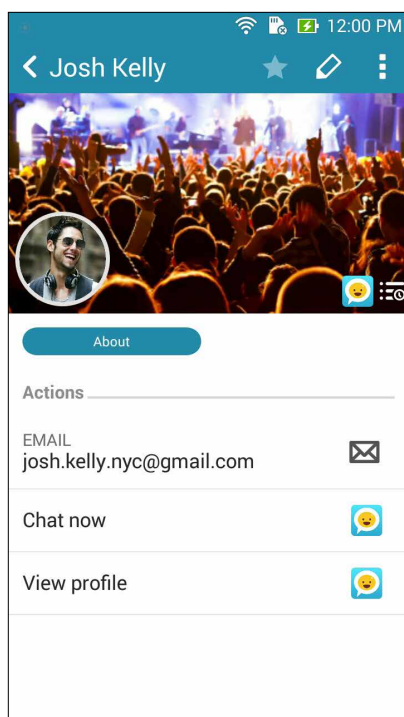 12:00 PM
Josh Kelly
About
Actions
EMAIL
josh.kelly.nyc@gmail.com
Chat now
View profile